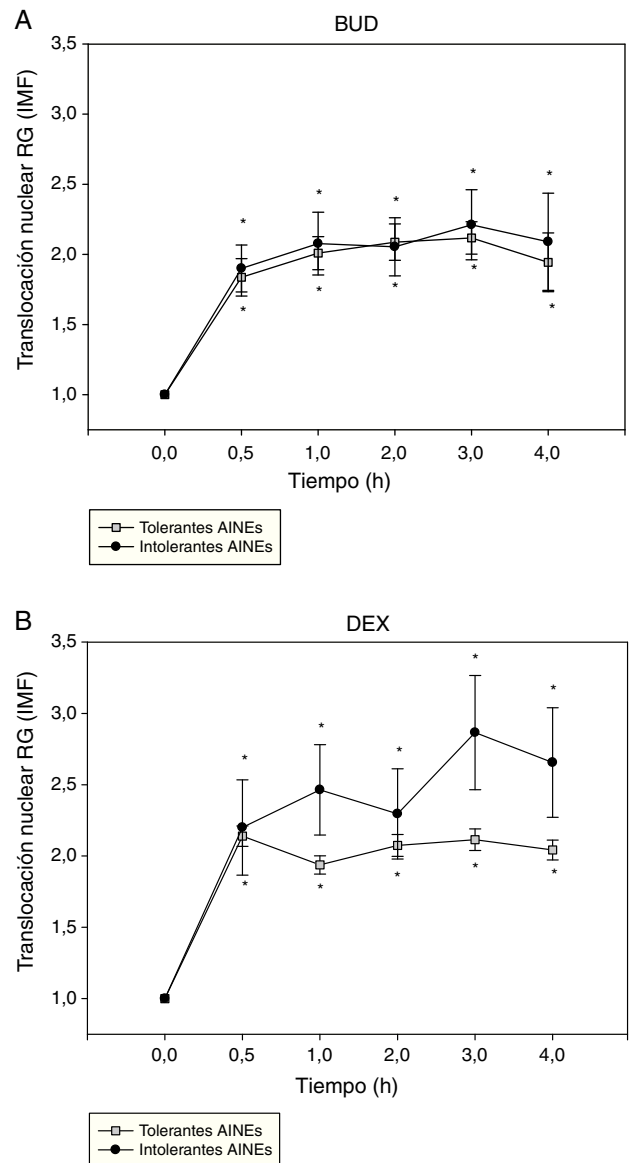 A
BUD
3,5
3,0
2,5
2,0
1,5
1,0
Translocación nuclear RG (IMF)
* * * * *
* * * * *
0,0 0,5 1,0 2,0 3,0 4,0
Tiempo (h)
Tolerantes AINEs
Intolerantes AINEs
B
DEX
3,5
3,0
2,5
2,0
1,5
1,0
Translocación nuclear RG (IMF)
* * * * *
* * * * *
0,0 0,5 1,0 2,0 3,0 4,0
Tiempo (h)
Tolerantes AINEs
Intolerantes AINEs